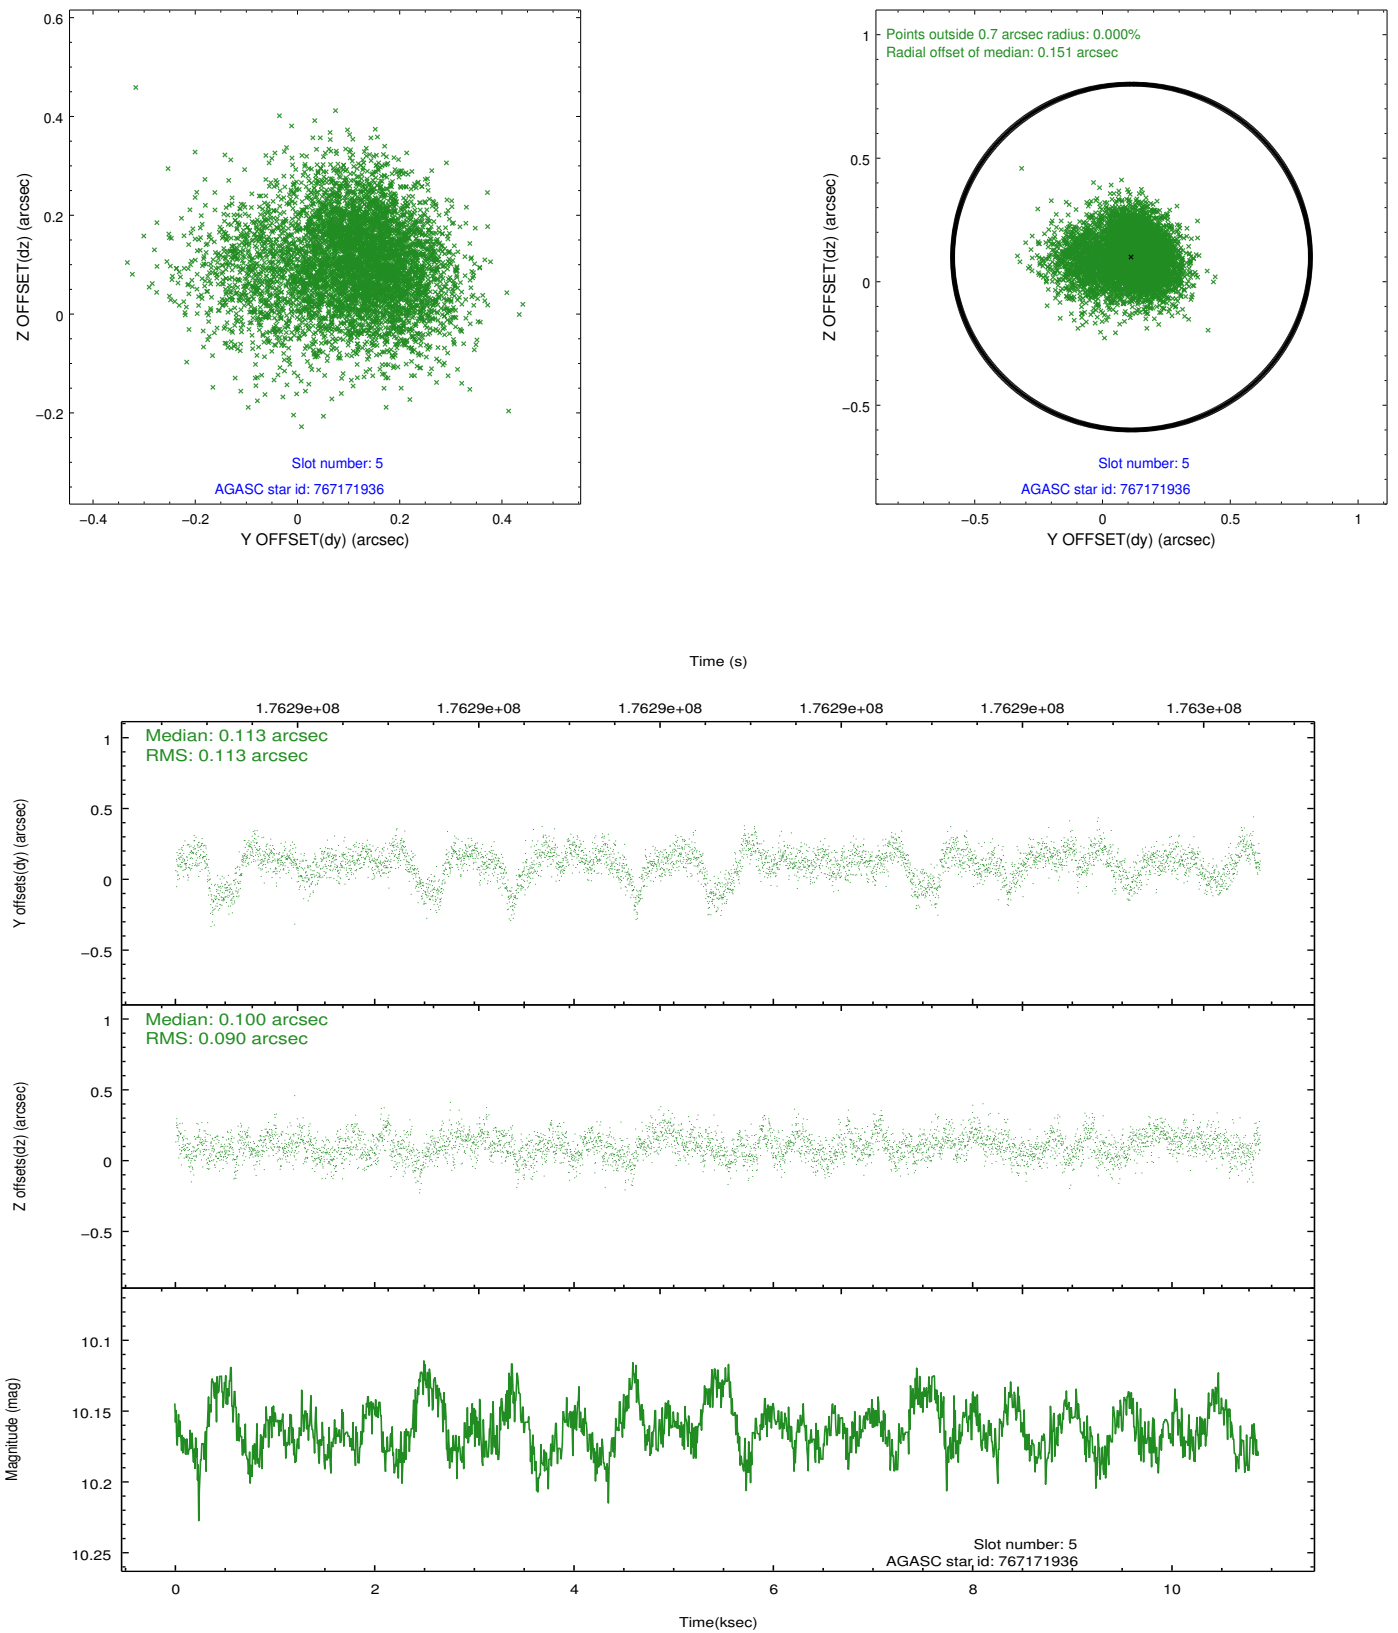 0.6
0.4
0.2
0
−0.2
−0.4
−0.2
0
0.2
0.4
Z OFFSET(dz) (arcsec)
Y OFFSET(dy) (arcsec)
Slot number: 5
AGASC star id: 767171936
Points outside 0.7 arcsec radius: 0.000%
Radial offset of median: 0.151 arcsec
1
0.5
0
−0.5
−0.5
0
0.5
1
Z OFFSET(dz) (arcsec)
Y OFFSET(dy) (arcsec)
Slot number: 5
AGASC star id: 767171936
Time (s)
1.7629e+08
1.7629e+08
1.7629e+08
1.7629e+08
1.7629e+08
1.763e+08
Median: 0.113 arcsec
RMS: 0.113 arcsec
1
0.5
0
−0.5
Y offsets(dy) (arcsec)
Median: 0.100 arcsec
RMS: 0.090 arcsec
1
0.5
0
−0.5
Z offsets(dz) (arcsec)
10.1
10.15
10.2
10.25
Magnitude (mag)
Slot number: 5
AGASC star id: 767171936
0
2
4
6
8
10
Time(ksec)